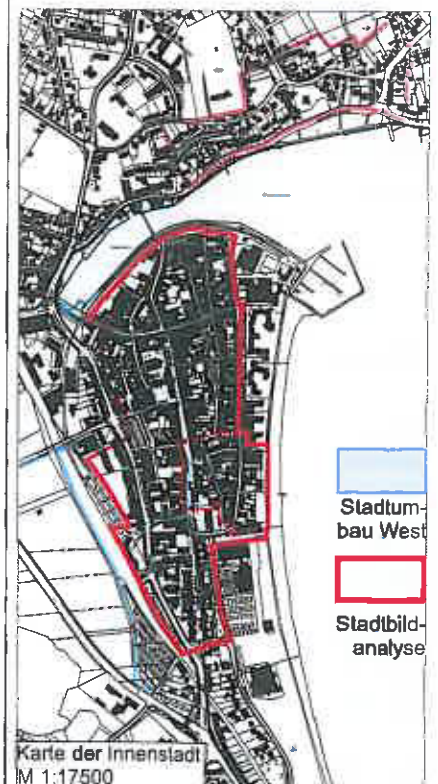 Stadtum-
bau West
Stadtbild-
analyse
Karte der Innenstadt
M 1:17500